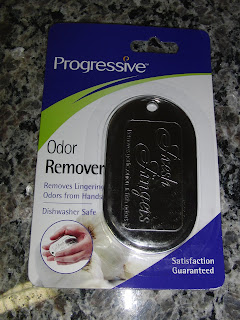 Progressive
Odor
Remover
Removes Lingering
Odors from Hands
Dishwasher Safe
Fresh
Fingers
Satisfaction
Guaranteed